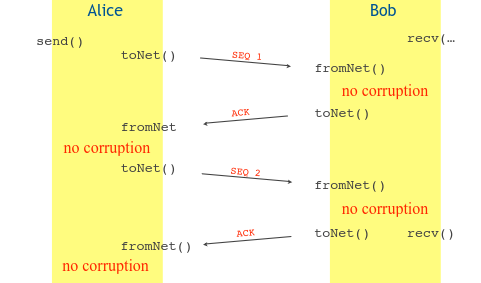 Alice Bob
send() recv(…
toNet() SEQ 1
fromNet()
no corruption
ACK toNet()
fromNet
no corruption
toNet() SEQ 2
fromNet()
no corruption
ACK toNet() recv()
fromNet()
no corruption